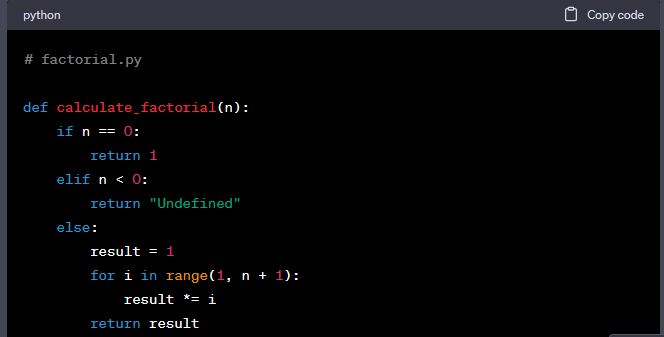 python
Copy code
# factorial.py
def calculate_factorial(n):
    if n == 0:
        return 1
    elif n < 0:
        return "Undefined"
    else:
        result = 1
        for i in range(1, n + 1):
            result *= i
        return result